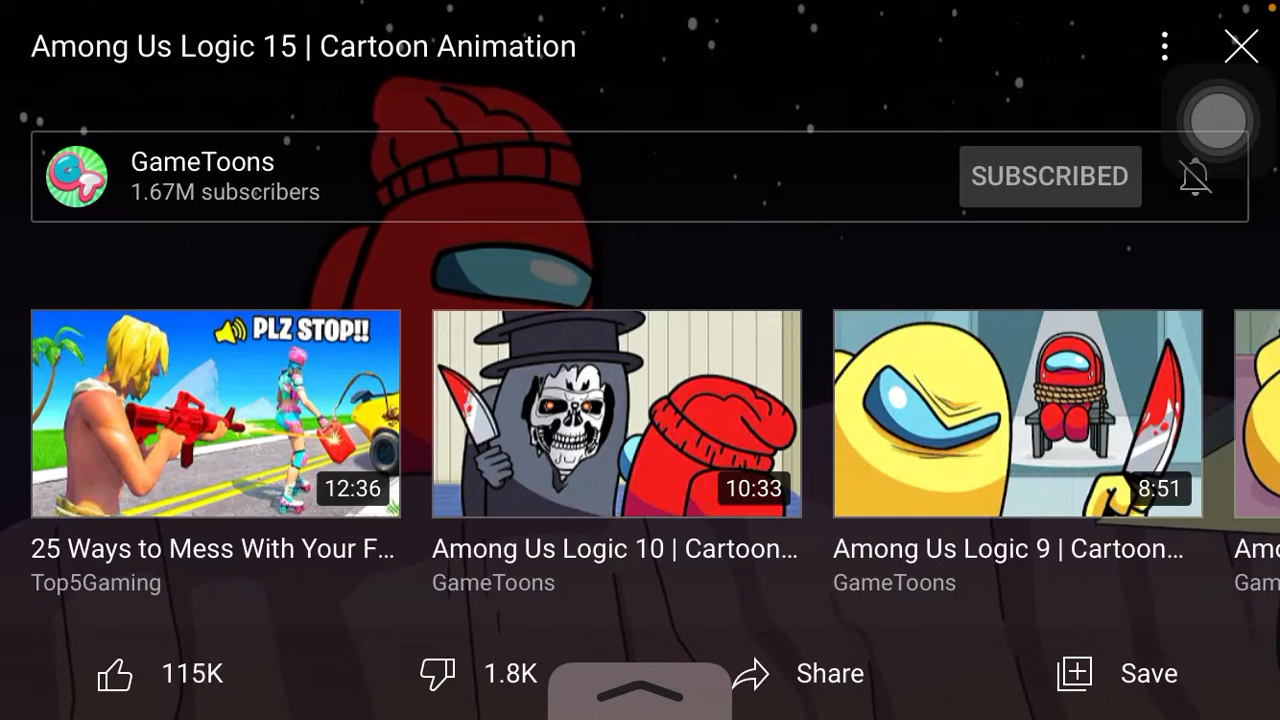 Among Us Logic 15 | Cartoon Animation
GameToons
1.67M subscribers
SUBSCRIBED
PLZ STOP!!
12:36
10:33
8:51
25 Ways to Mess With Your F...
Among Us Logic 10 | Cartoon...
Among Us Logic 9 | Cartoon...
Amo
Top5Gaming
GameToons
GameToons
Gam
115K
1.8K
Share
Save